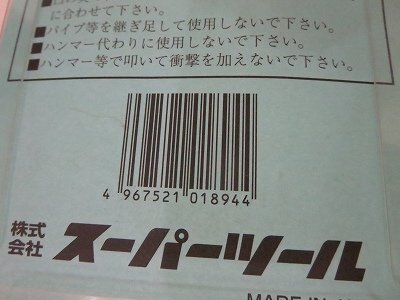 に合わせて下さい。
■パイプ等を継ぎ足して使用しないで下さい。
■ハンマー代わりに使用しないで下さい。
■ハンマー等で叩いて衝撃を加えないで下さい。
4 967521 018944
株式会社 スーパーツール
MADE IN